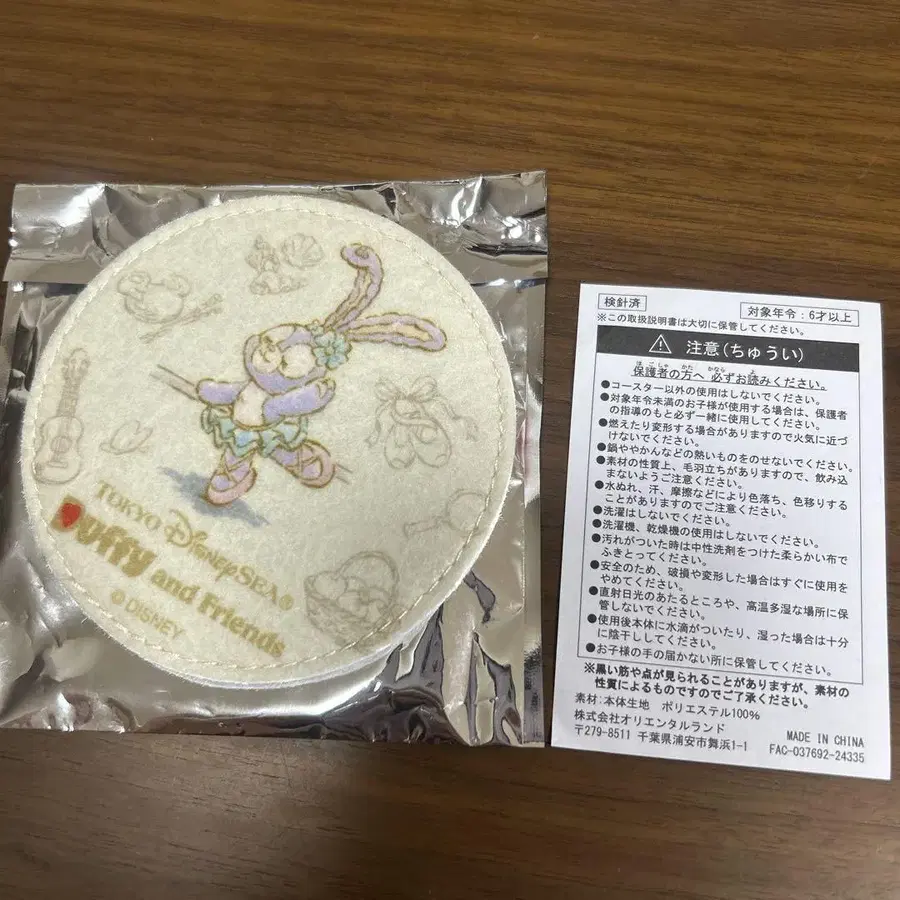 TOKYO DISNEYSEA®
Duffy and Friends
© DISNEY
検針済
対象年令：6才以上
※この取扱説明書は大切に保管してください。
注意(ちゅうい)
保護者の方へ 必ずお読みください。
●コースター以外の使用はしないでください。
●対象年令未満のお子様が使用する場合は、保護者
の指導のもと必ず一緒に使用してください。
●燃えたり変形する場合がありますので火気に近づ
けないでください。
●鍋ややかんなどの熱いものをのせないでください。
●素材の性質上、毛羽立ちがありますので、飲み込
まないようご注意ください。
●水ぬれ、汗、摩擦などにより色落ち、色移りする
ことがありますのでご注意ください。
●洗濯はしないでください。
●洗濯機、乾燥機の使用はしないでください。
●汚れがついた時は中性洗剤をつけた柔らかい布で
ふきとってください。
●安全のため、破損や変形した場合はすぐに使用を
やめてください。
●直射日光のあたるところや、高温多湿な場所に保
管しないでください。
●使用後本体に水滴がついたり、湿った場合は十分
に陰干ししてください。
●お子様の手の届かない所に保管してください。
※黒い筋や点が見られることがありますが、素材の
性質によるものですのでご了承ください。
素材：本体生地 ポリエステル100%
株式会社オリエンタルランド
〒279-8511 千葉県浦安市舞浜1-1
MADE IN CHINA
FAC-037692-24335